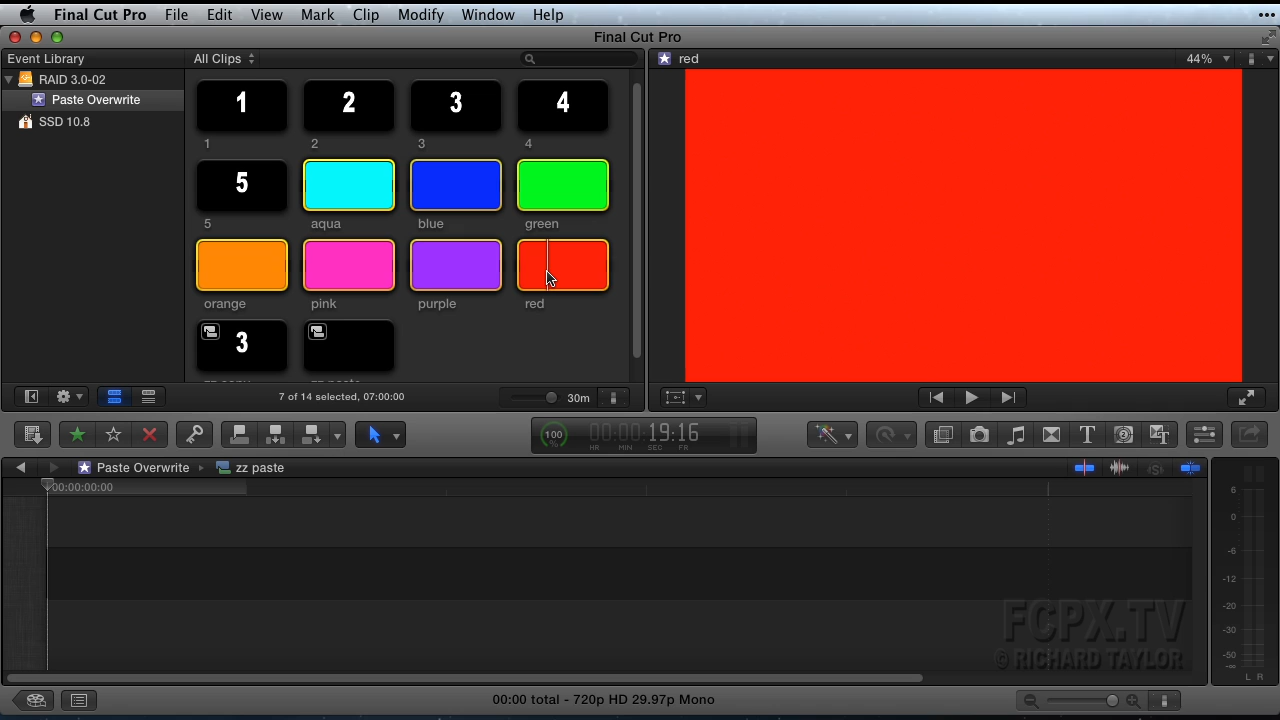 Final Cut Pro File Edit View Mark Clip Modify Window Help
Final Cut Pro
Event Library
All Clips
red
44%
RAID 3.0-02
Paste Overwrite
SSD 10.8
1 2 3 4
1 2 3 4
5
5 aqua blue green
orange pink purple red
3
7 of 14 selected, 07:00:00
30m
100
%
00:00:19:16
HR MIN SEC FR
Paste Overwrite
zz paste
00:00:00:00
6
0
-6
-12
-20
-30
-50
-∞
L R
FCPX.TV
© RICHARD TAYLOR
00:00 total - 720p HD 29.97p Mono